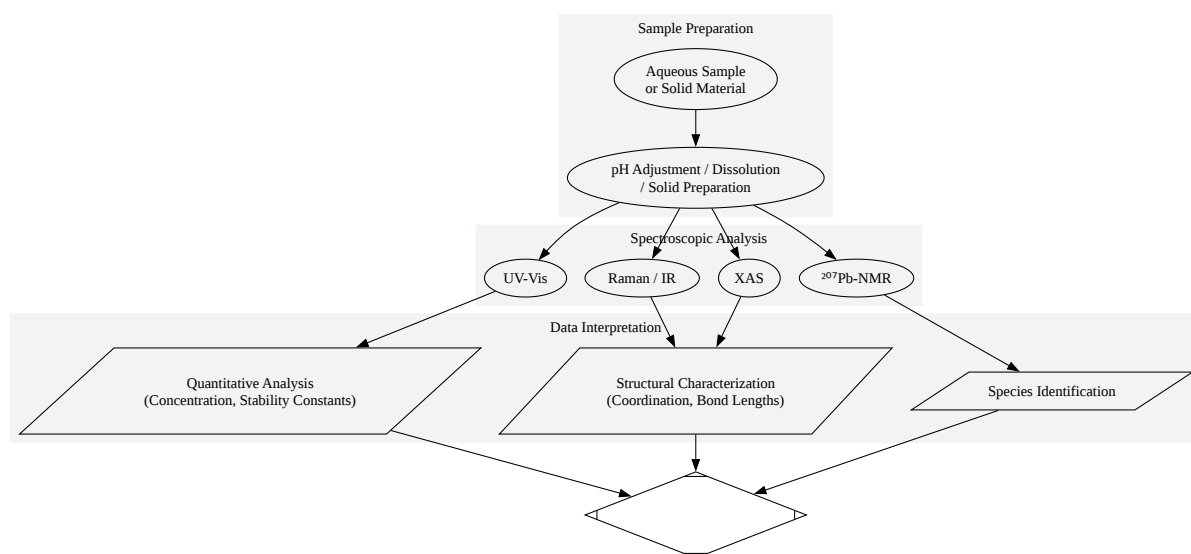 Sample Preparation
Aqueous Sample
or Solid Material
pH Adjustment / Dissolution
/ Solid Preparation
Spectroscopic Analysis
UV-Vis
Raman / IR
XAS
²⁰⁷Pb-NMR
Data Interpretation
Quantitative Analysis
(Concentration, Stability Constants)
Structural Characterization
(Coordination, Bond Lengths)
Species Identification